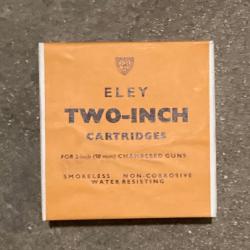 ELEY
TWO-INCH
CARTRIDGES
FOR 2-inch (50 mm) CHAMBERED GUNS
SMOKELESS NON-CORROSIVE
WATER RESISTING